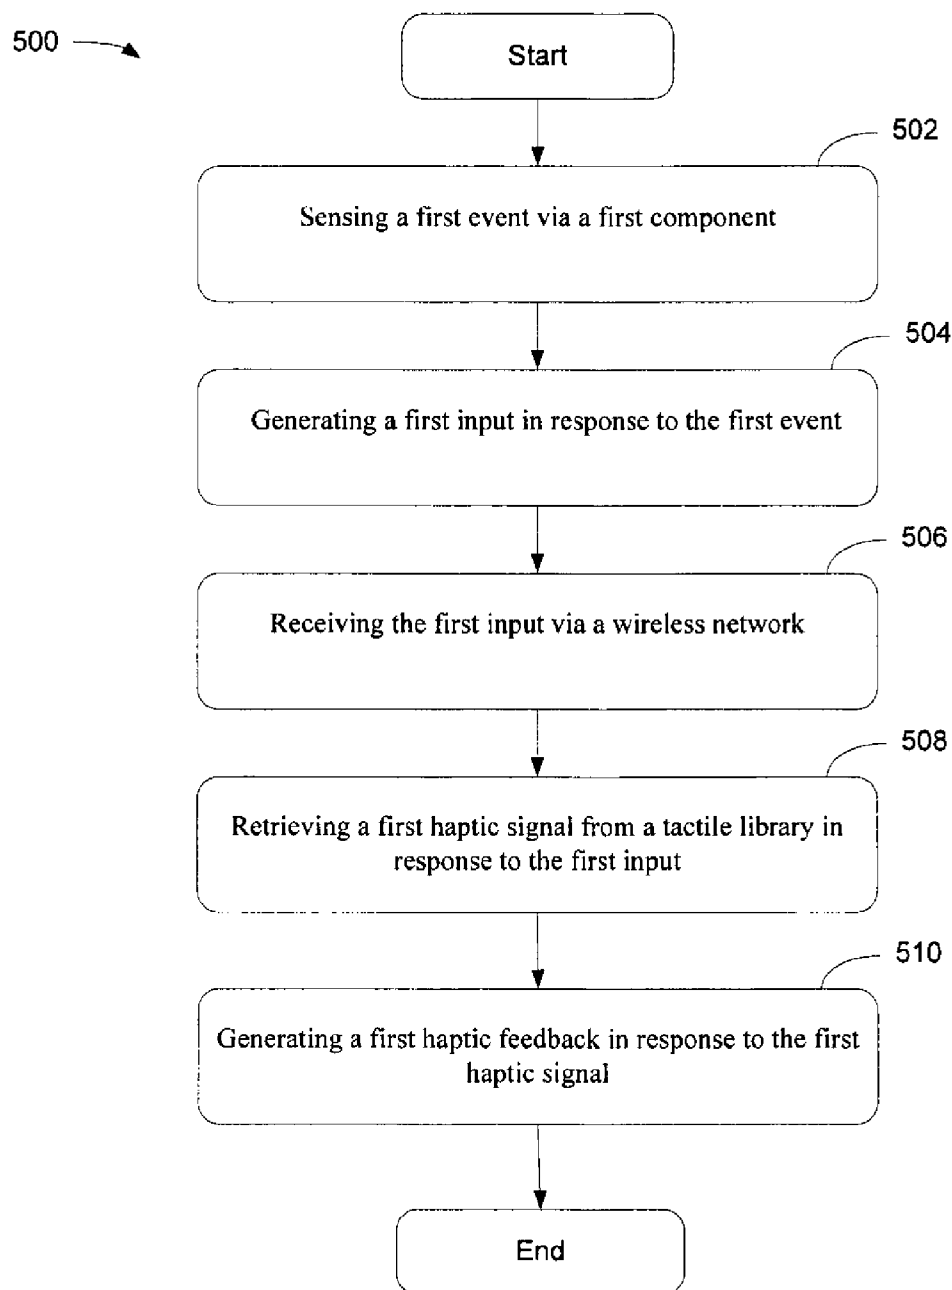 500
Start
502
Sensing a first event via a first component
504
Generating a first input in response to the first event
506
Receiving the first input via a wireless network
508
Retrieving a first haptic signal from a tactile library in
response to the first input
510
Generating a first haptic feedback in response to the first
haptic signal
End